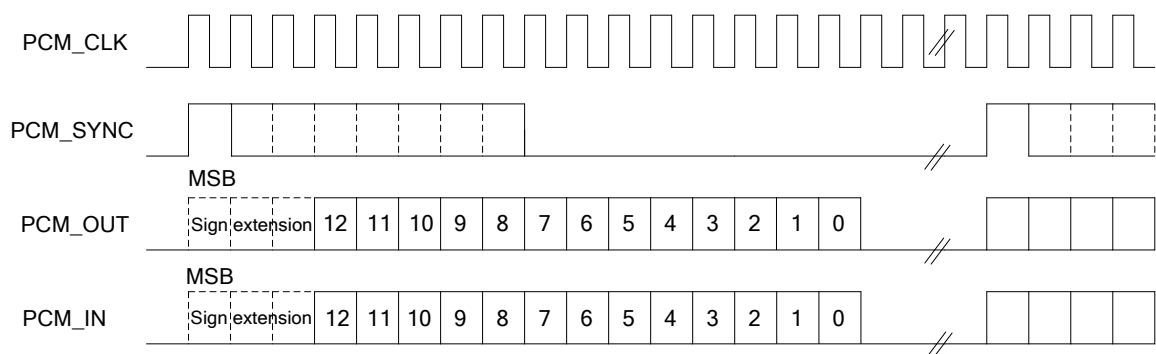 PCM_CLK
PCM_SYNC
MSB
PCM_OUT Sign extension 12 11 10 9 8 7 6 5 4 3 2 1 0
MSB
PCM_IN Sign extension 12 11 10 9 8 7 6 5 4 3 2 1 0